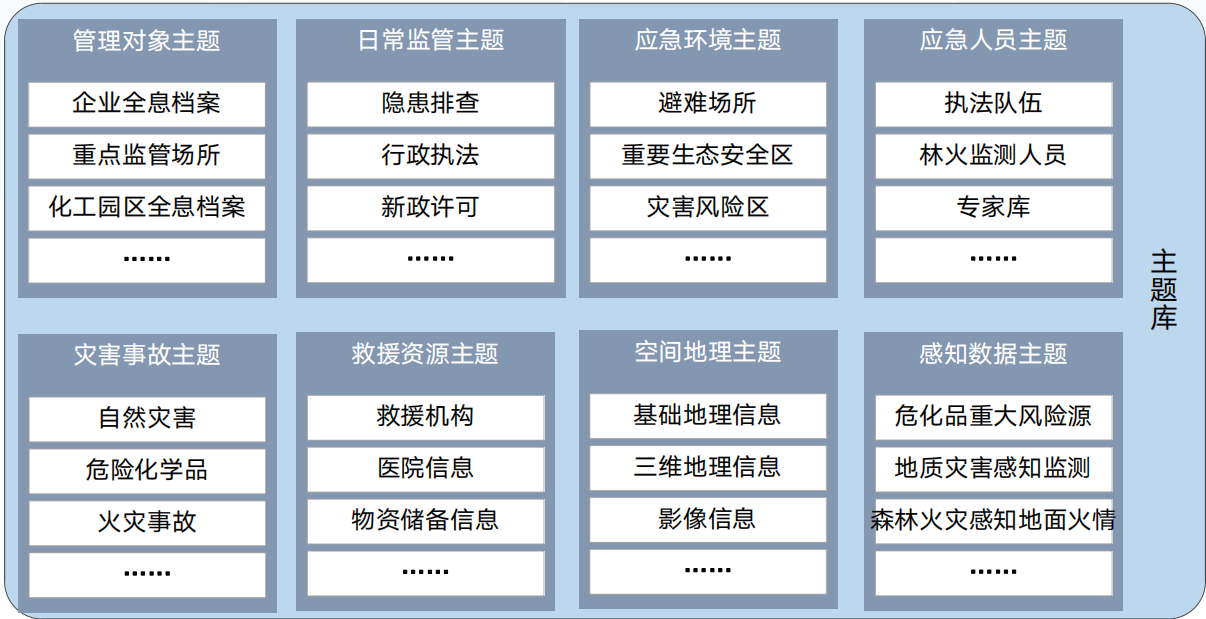 管理对象主题
企业全息档案
重点监管场所
化工园区全息档案
······
日常监管主题
隐患排查
行政执法
新政许可
······
应急环境主题
避难场所
重要生态安全区
灾害风险区
······
应急人员主题
执法队伍
林火监测人员
专家库
······
灾害事故主题
自然灾害
危险化学品
火灾事故
······
救援资源主题
救援机构
医院信息
物资储备信息
······
空间地理主题
基础地理信息
三维地理信息
影像信息
······
感知数据主题
危化品重大风险源
地质灾害感知监测
森林火灾感知地面火情
······
主题库